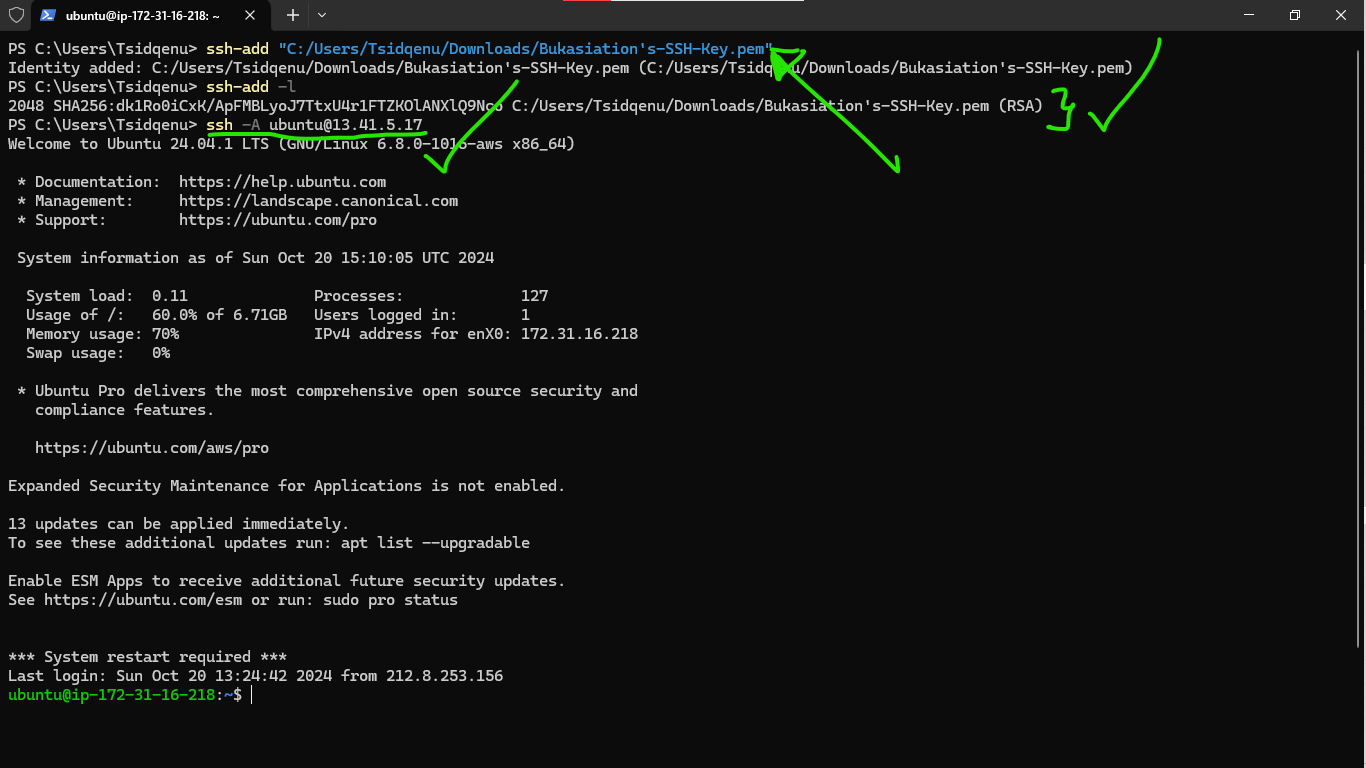 ubuntu@ip-172-31-16-218: ~
PS C:\Users\Tsidqenu> ssh-add "C:/Users/Tsidqenu/Downloads/Bukasiation's-SSH-Key.pem"
Identity added: C:/Users/Tsidqenu/Downloads/Bukasiation's-SSH-Key.pem (C:/Users/Tsidqenu/Downloads/Bukasiation's-SSH-Key.pem)
PS C:\Users\Tsidqenu> ssh-add -l
2048 SHA256:dk1Ro0iCxK/ApFMBLyoJ7TtxU4r1FTZKOlANXlQ9Nco C:/Users/Tsidqenu/Downloads/Bukasiation's-SSH-Key.pem (RSA)
PS C:\Users\Tsidqenu> ssh -A ubuntu@13.41.5.17
Welcome to Ubuntu 24.04.1 LTS (GNU/Linux 6.8.0-1016-aws x86_64)
* Documentation: https://help.ubuntu.com
* Management: https://landscape.canonical.com
* Support: https://ubuntu.com/pro
System information as of Sun Oct 20 15:10:05 UTC 2024
System load: 0.11 Processes: 127
Usage of /: 60.0% of 6.71GB Users logged in: 1
Memory usage: 70% IPv4 address for enX0: 172.31.16.218
Swap usage: 0%
* Ubuntu Pro delivers the most comprehensive open source security and
compliance features.
https://ubuntu.com/aws/pro
Expanded Security Maintenance for Applications is not enabled.
13 updates can be applied immediately.
To see these additional updates run: apt list --upgradable
Enable ESM Apps to receive additional future security updates.
See https://ubuntu.com/esm or run: sudo pro status
*** System restart required ***
Last login: Sun Oct 20 13:24:42 2024 from 212.8.253.156
ubuntu@ip-172-31-16-218:~$